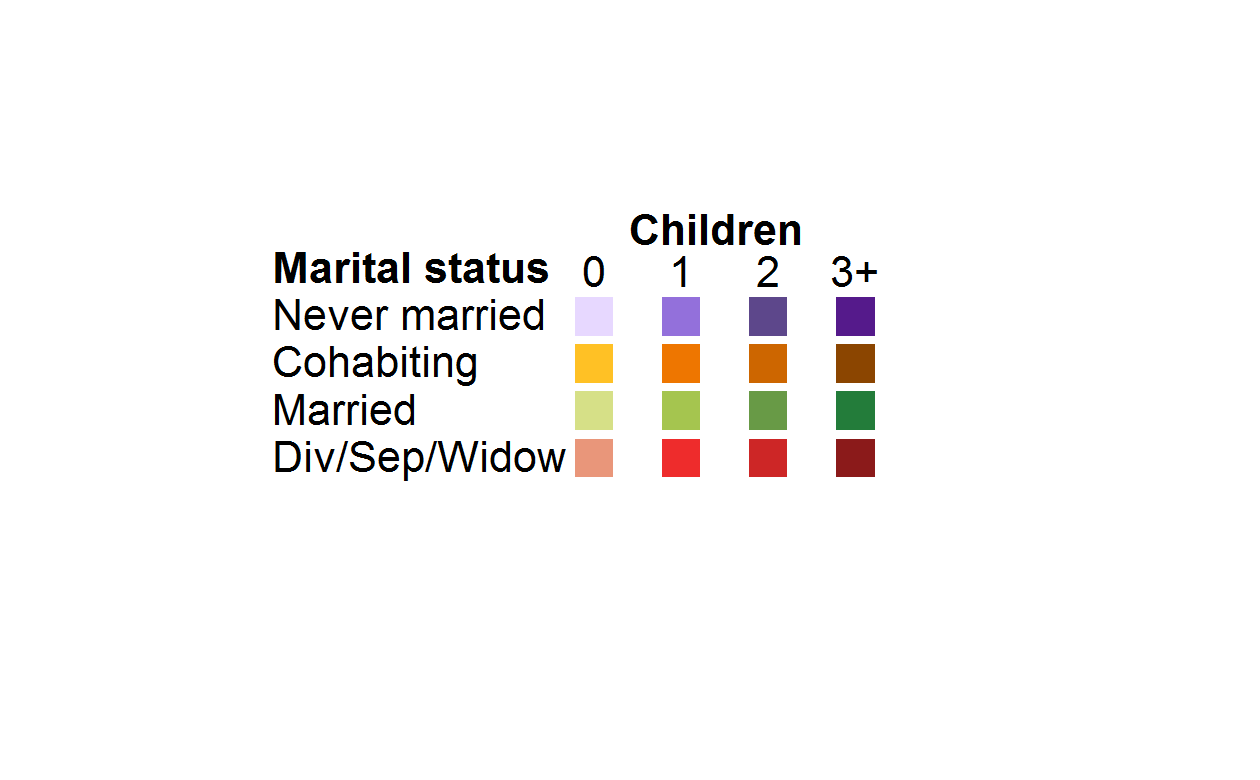 Children
Marital status 0 1 2 3+
Never married
Cohabiting
Married
Div/Sep/Widow